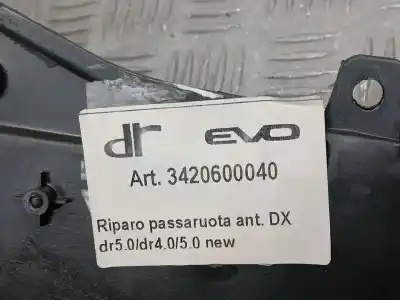 dr EVO
Art. 3420600040
Riparo passaruota ant. DX
dr5.0/dr4.0/5.0 new